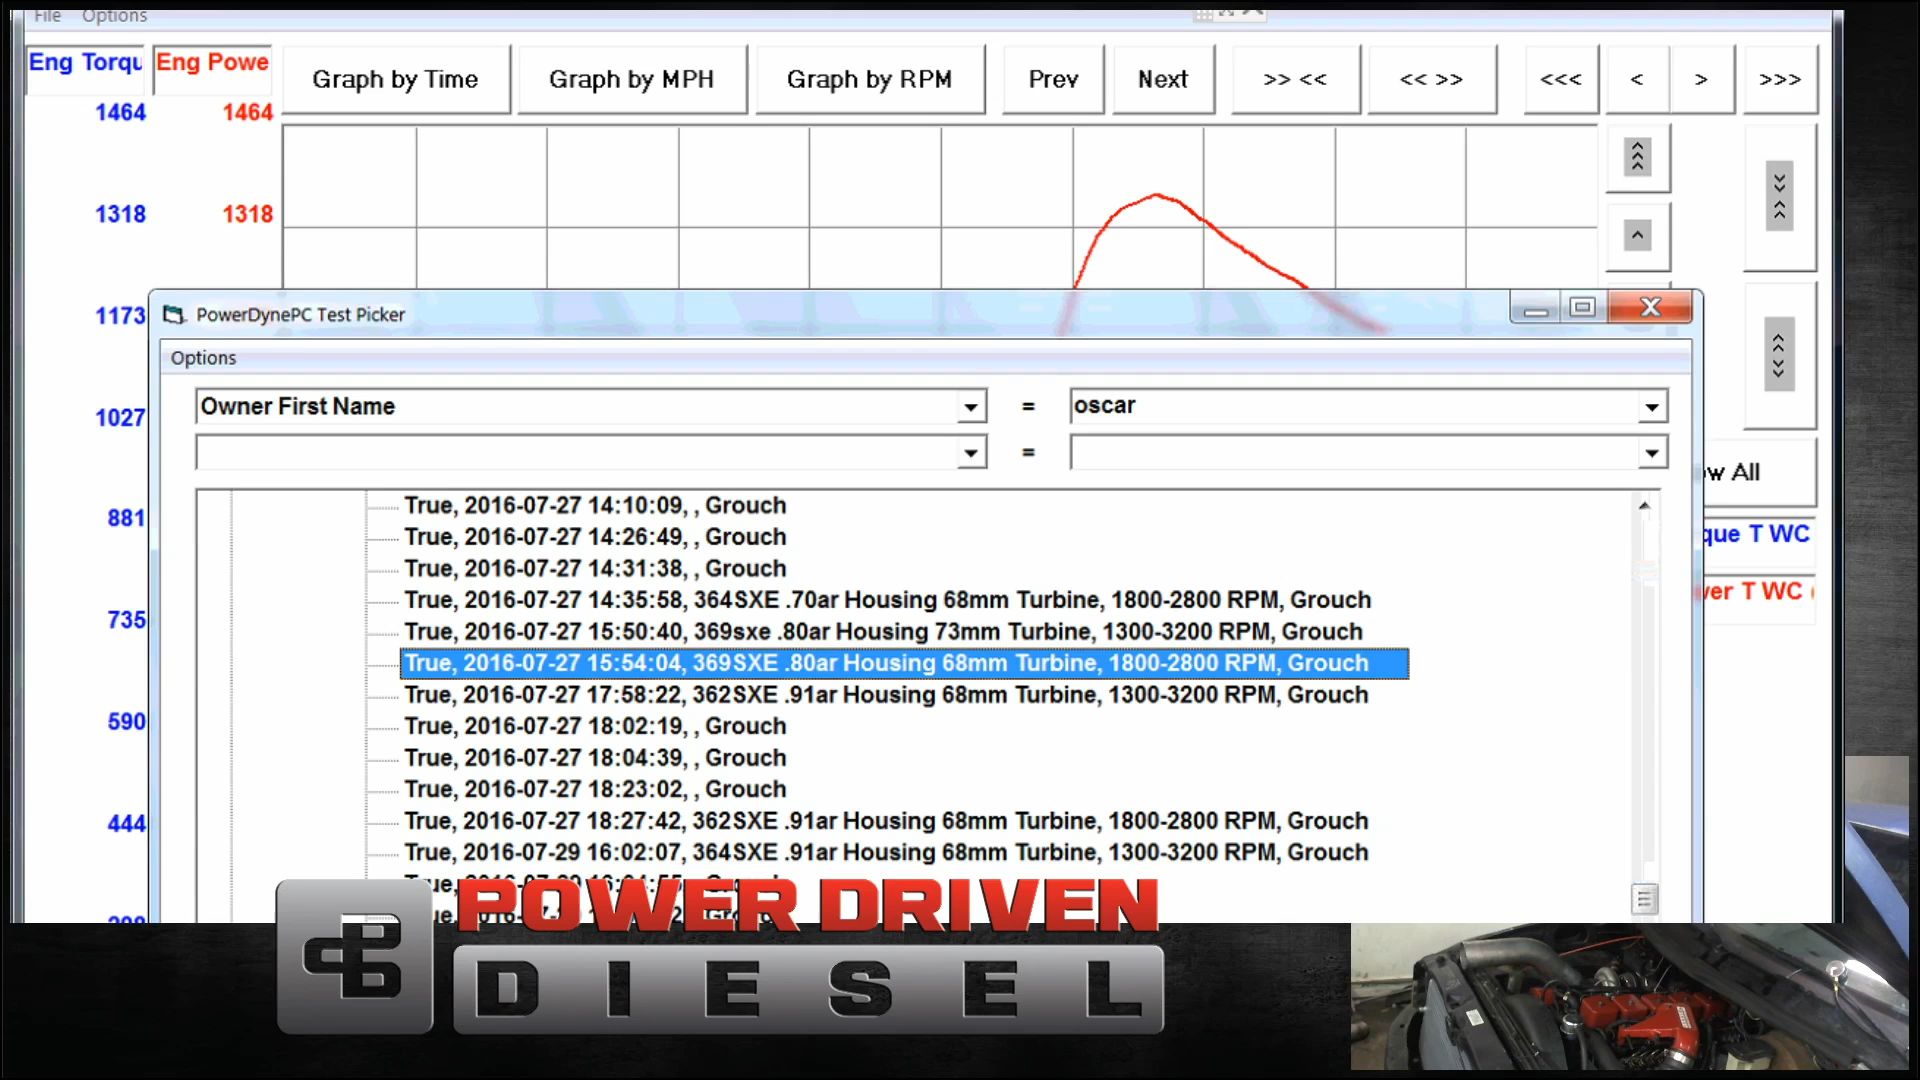 File Options
Eng Torqu Eng Powe Graph by Time Graph by MPH Graph by RPM Prev Next >> << << >> <<< < > >>>
1464 1464
1318 1318
1173
1027
881
735
590
444
PowerDynePC Test Picker
Options
Owner First Name = oscar
=
ow All
que T WC
ver T WC
True, 2016-07-27 14:10:09, , Grouch
True, 2016-07-27 14:26:49, , Grouch
True, 2016-07-27 14:31:38, , Grouch
True, 2016-07-27 14:35:58, 364SXE .70ar Housing 68mm Turbine, 1800-2800 RPM, Grouch
True, 2016-07-27 15:50:40, 369sxe .80ar Housing 73mm Turbine, 1300-3200 RPM, Grouch
True, 2016-07-27 15:54:04, 369SXE .80ar Housing 68mm Turbine, 1800-2800 RPM, Grouch
True, 2016-07-27 17:58:22, 362SXE .91ar Housing 68mm Turbine, 1300-3200 RPM, Grouch
True, 2016-07-27 18:02:19, , Grouch
True, 2016-07-27 18:04:39, , Grouch
True, 2016-07-27 18:23:02, , Grouch
True, 2016-07-27 18:27:42, 362SXE .91ar Housing 68mm Turbine, 1800-2800 RPM, Grouch
True, 2016-07-29 16:02:07, 364SXE .91ar Housing 68mm Turbine, 1300-3200 RPM, Grouch
POWER DRIVEN
DIESEL